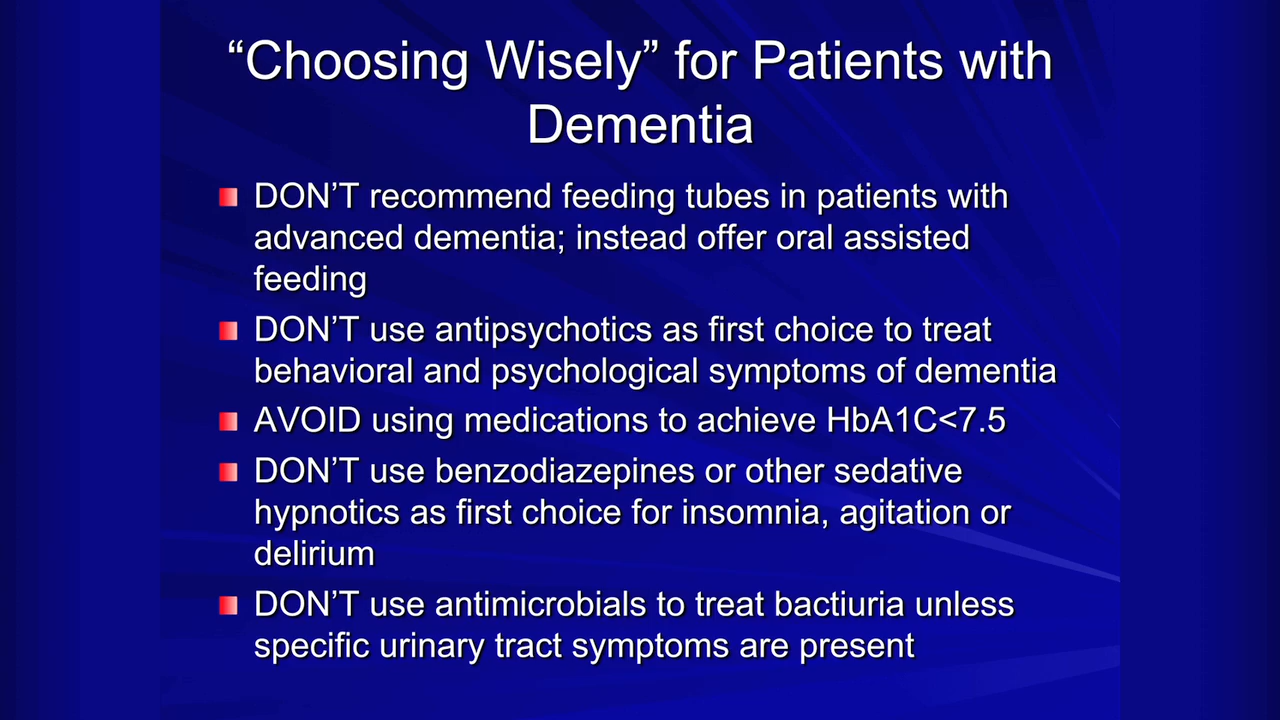 “Choosing Wisely” for Patients with
Dementia
DON’T recommend feeding tubes in patients with
advanced dementia; instead offer oral assisted
feeding
DON’T use antipsychotics as first choice to treat
behavioral and psychological symptoms of dementia
AVOID using medications to achieve HbA1C<7.5
DON’T use benzodiazepines or other sedative
hypnotics as first choice for insomnia, agitation or
delirium
DON’T use antimicrobials to treat bactiuria unless
specific urinary tract symptoms are present